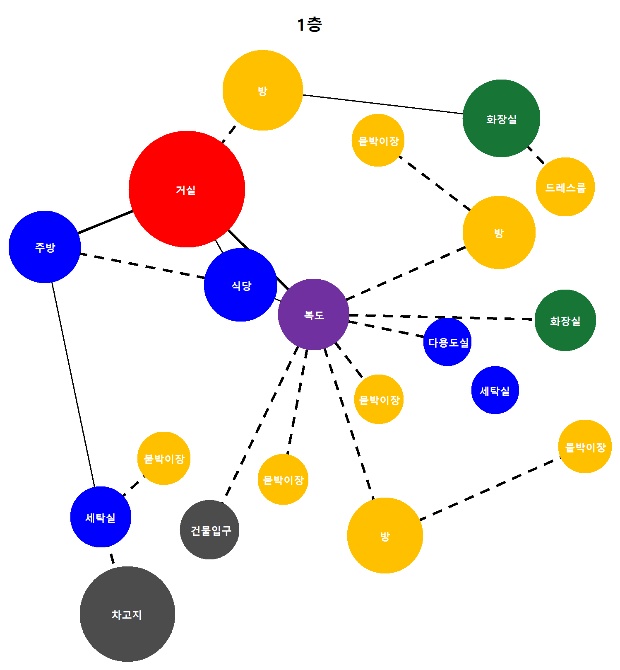 1층
방
화장실
붙박이장
드레스룸
거실
방
주방
식당
복도
화장실
다용도실
세탁실
붙박이장
붙박이장
붙박이장
붙박이장
세탁실
건물입구
방
차고지